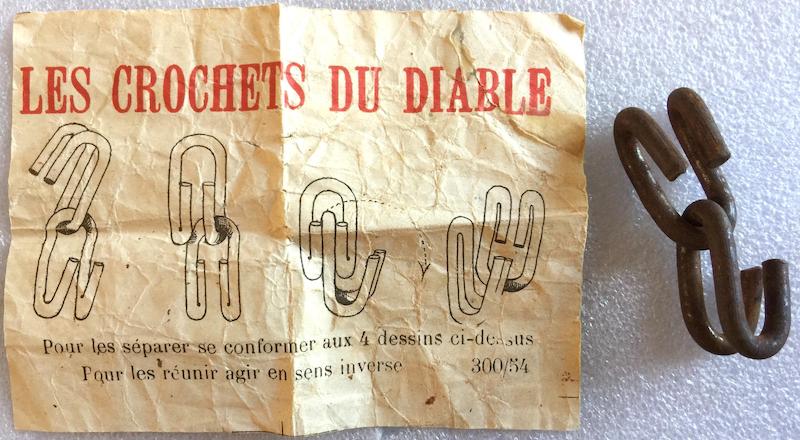 LES CROCHETS DU DIABLE
Pour les séparer se conformer aux 4 dessins ci-dessus
Pour les réunir agir en sens inverse 300/54